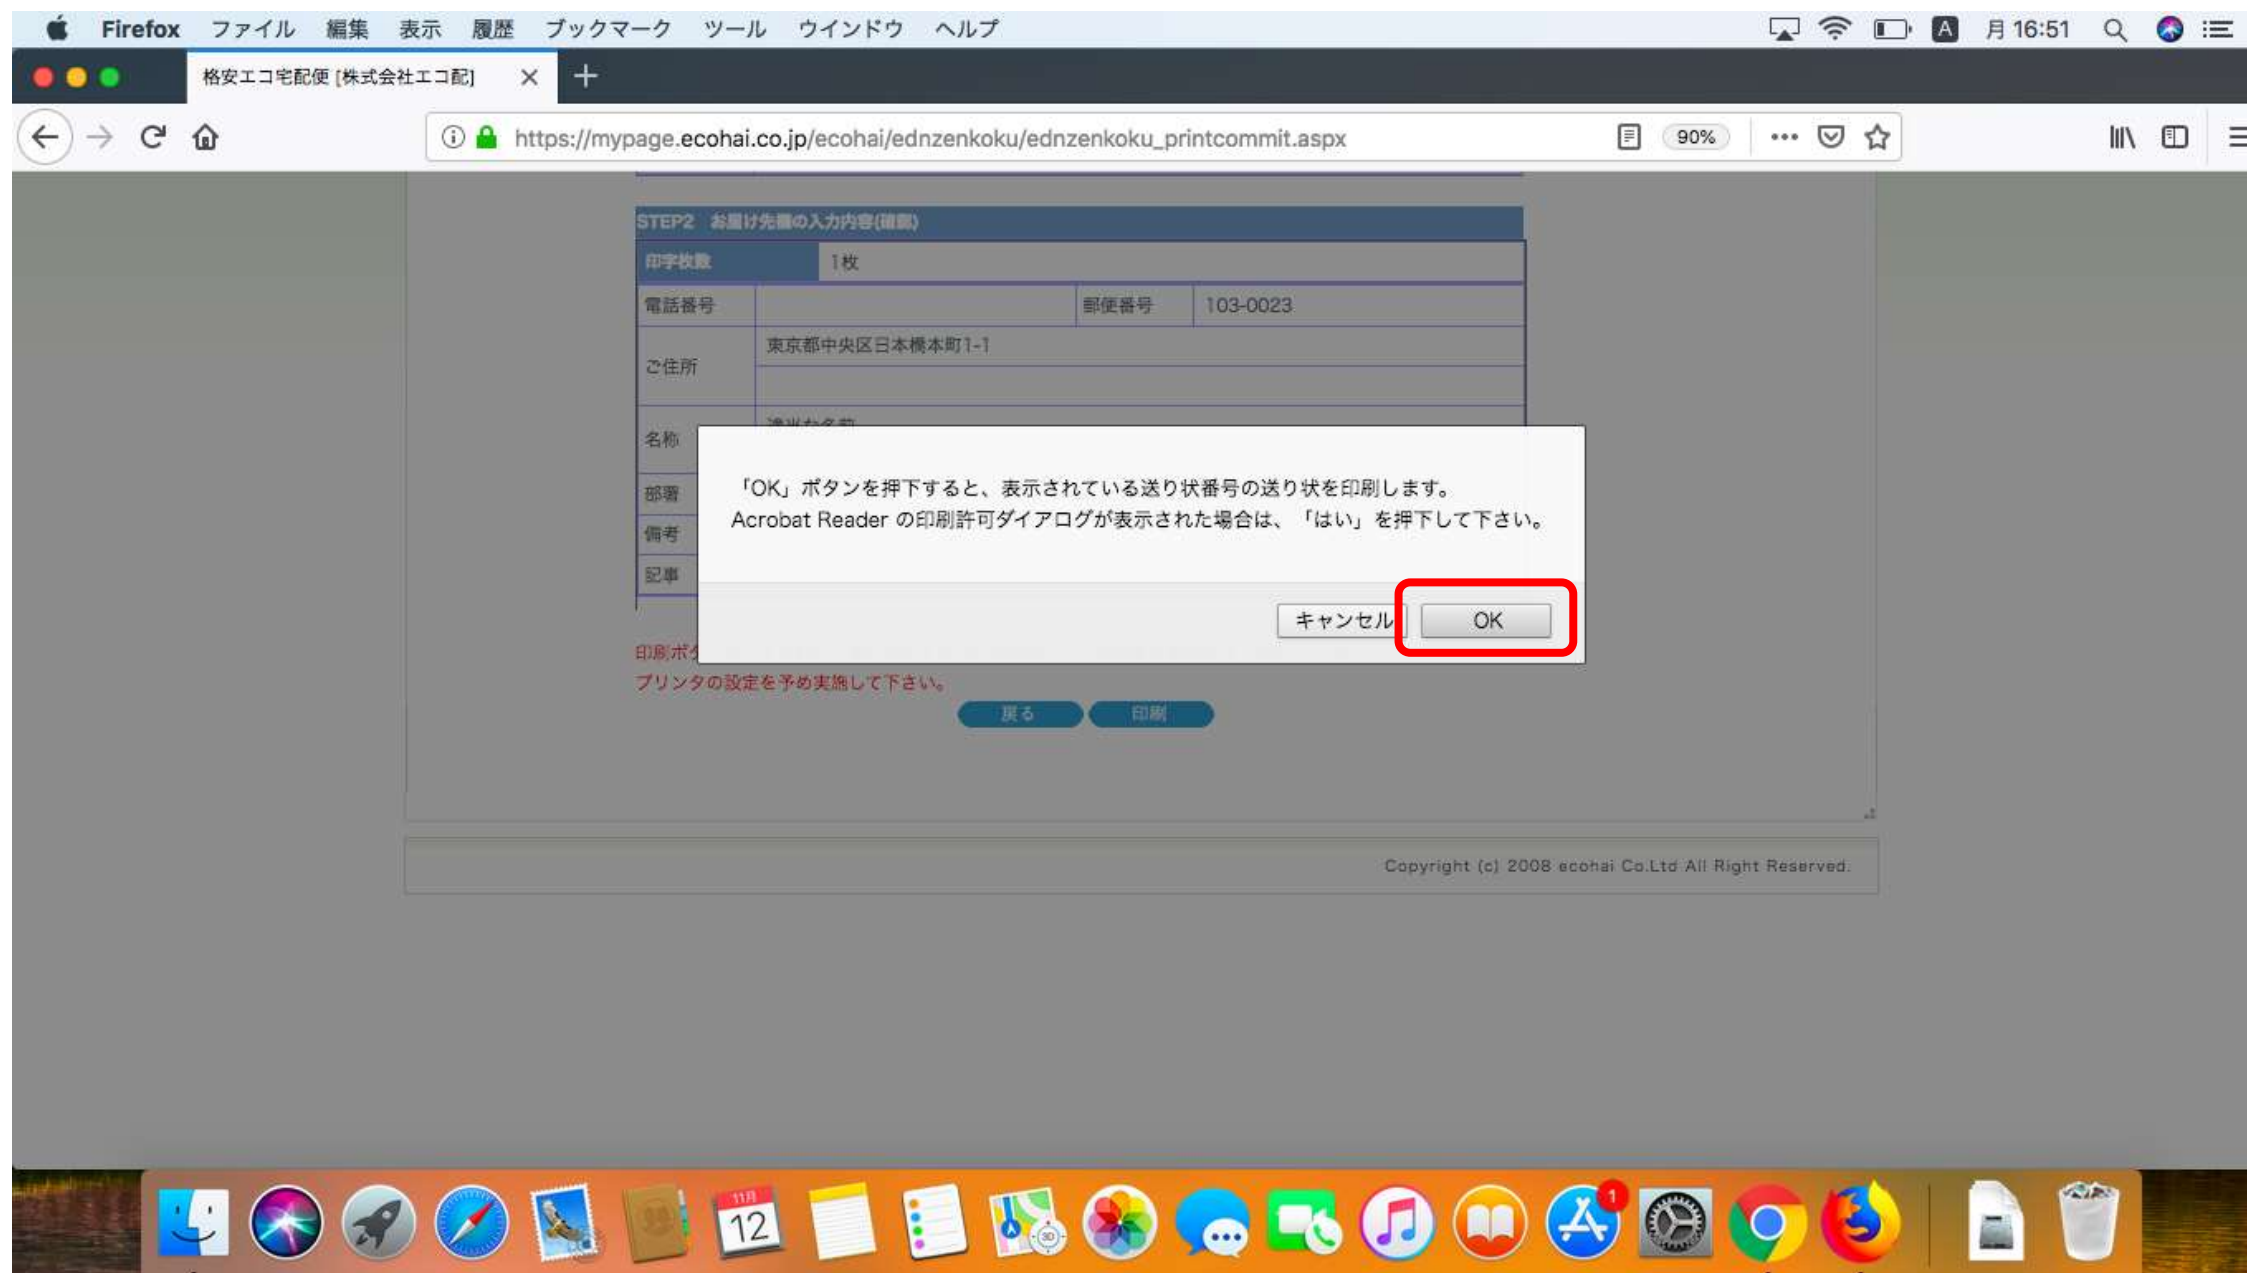 Firefox ファイル 編集 表示 履歴 ブックマーク ツール ウインドウ ヘルプ
A 月16:51
格安エコ宅配便 [株式会社エコ配]
https://mypage.ecohai.co.jp/ecohai/ednzenkoku/ednzenkoku_printcommit.aspx
90%
STEP2 お届け先欄の入力内容(確認)
印字枚数 1枚
電話番号 郵便番号 103-0023
ご住所 東京都中央区日本橋本町1-1
名称
部署
備考
記事
「OK」ボタンを押下すると、表示されている送り状番号の送り状を印刷します。
Acrobat Reader の印刷許可ダイアログが表示された場合は、「はい」を押下して下さい。
キャンセル OK
印刷ボタ
プリンタの設定を予め実施して下さい。
戻る 印刷
Copyright (c) 2008 ecohai Co.Ltd All Right Reserved.
11月
12
3D
1